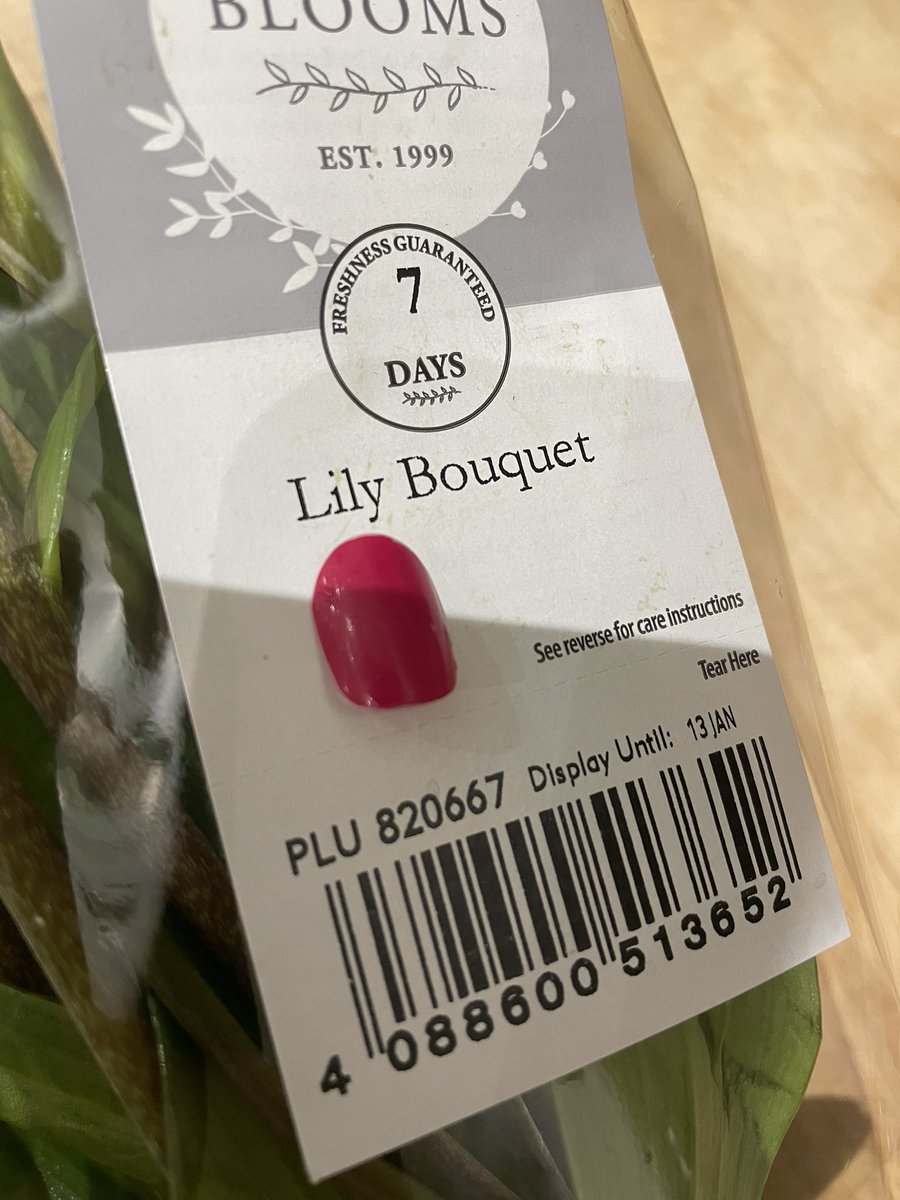 BLOOMS
EST. 1999
FRESHNESS GUARANTEED
7
DAYS
Lily Bouquet
See reverse for care instructions
Tear Here
PLU 820667 Display Until: 13 JAN
4 088600 513652